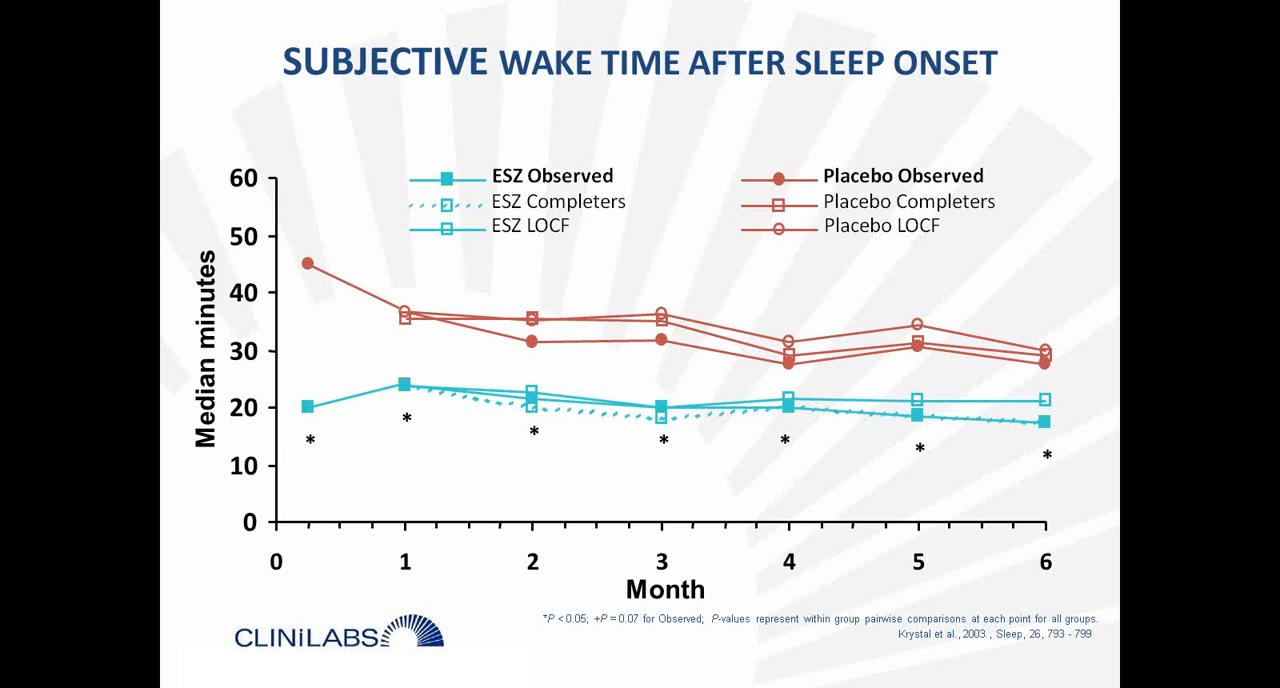 SUBJECTIVE WAKE TIME AFTER SLEEP ONSET
ESZ Observed
ESZ Completers
ESZ LOCF
Placebo Observed
Placebo Completers
Placebo LOCF
Median minutes
60
50
40
30
20
10
0
* * * * * * *
0 1 2 3 4 5 6
Month
*P < 0.05; +P = 0.07 for Observed; P-values represent within group pairwise comparisons at each point for all groups.
Krystal et al., 2003., Sleep, 26, 793 - 799
CLINiLABS